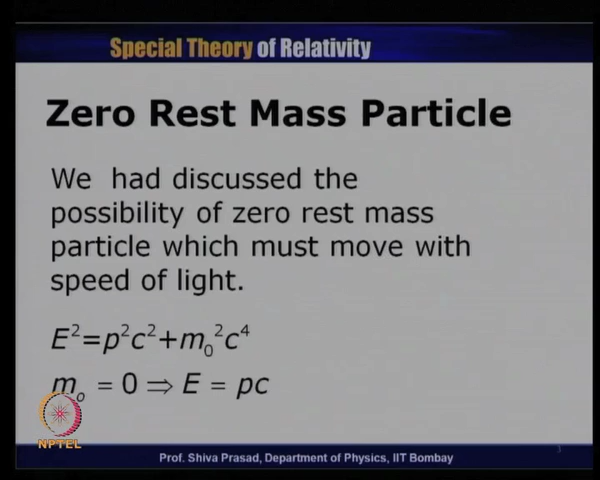 Special Theory of Relativity
Zero Rest Mass Particle
We had discussed the
possibility of zero rest mass
particle which must move with
speed of light.
E²=p²c²+m₀²c⁴
mₒ = 0 ⇒ E = pc
NPTEL
Prof. Shiva Prasad, Department of Physics, IIT Bombay
3